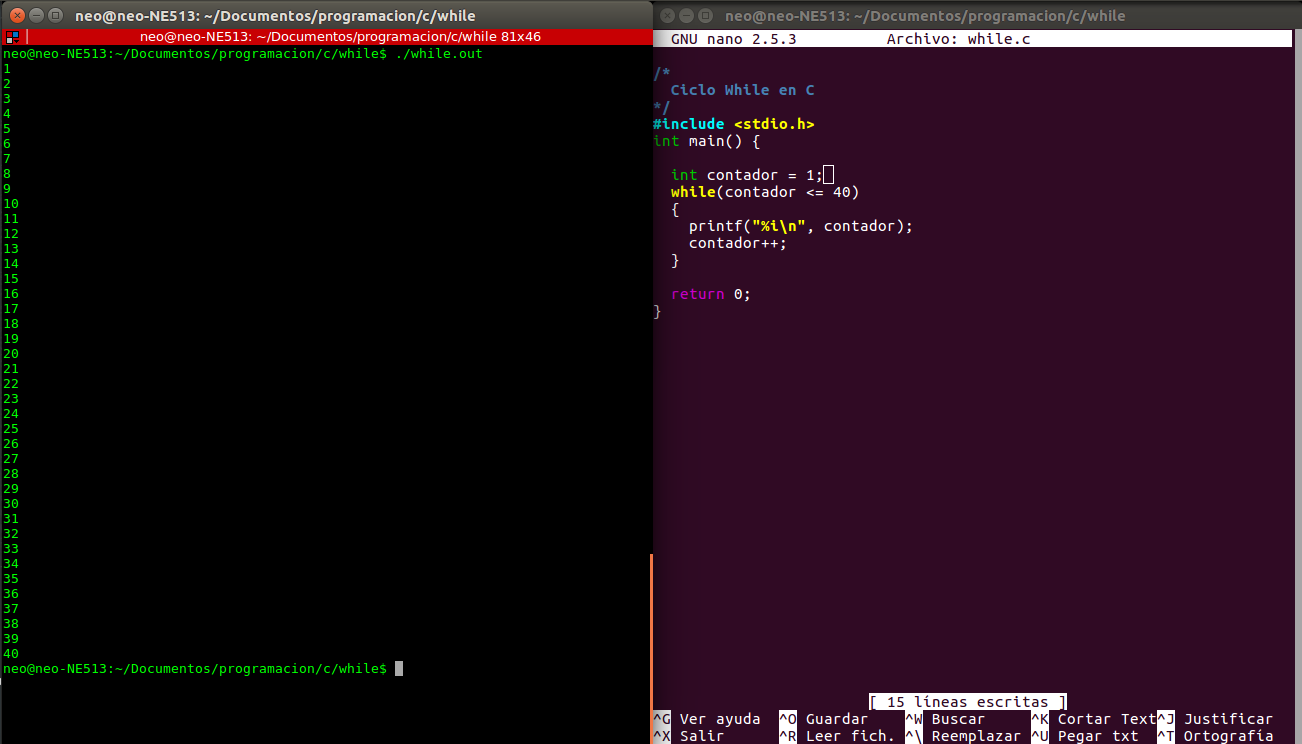 neo@neo-NE513: ~/Documentos/programacion/c/while
neo@neo-NE513: ~/Documentos/programacion/c/while 81x46
neo@neo-NE513:~/Documentos/programacion/c/while$ ./while.out
1
2
3
4
5
6
7
8
9
10
11
12
13
14
15
16
17
18
19
20
21
22
23
24
25
26
27
28
29
30
31
32
33
34
35
36
37
38
39
40
neo@neo-NE513:~/Documentos/programacion/c/while$
neo@neo-NE513: ~/Documentos/programacion/c/while
GNU nano 2.5.3 Archivo: while.c
/*
Ciclo While en C
*/
#include <stdio.h>
int main() {
int contador = 1;
while(contador <= 40)
{
printf("%i\n", contador);
contador++;
}
return 0;
}
[ 15 líneas escritas ]
^G Ver ayuda ^O Guardar ^W Buscar ^K Cortar Text^J Justificar
^X Salir ^R Leer fich. ^\ Reemplazar ^U Pegar txt ^T Ortografía